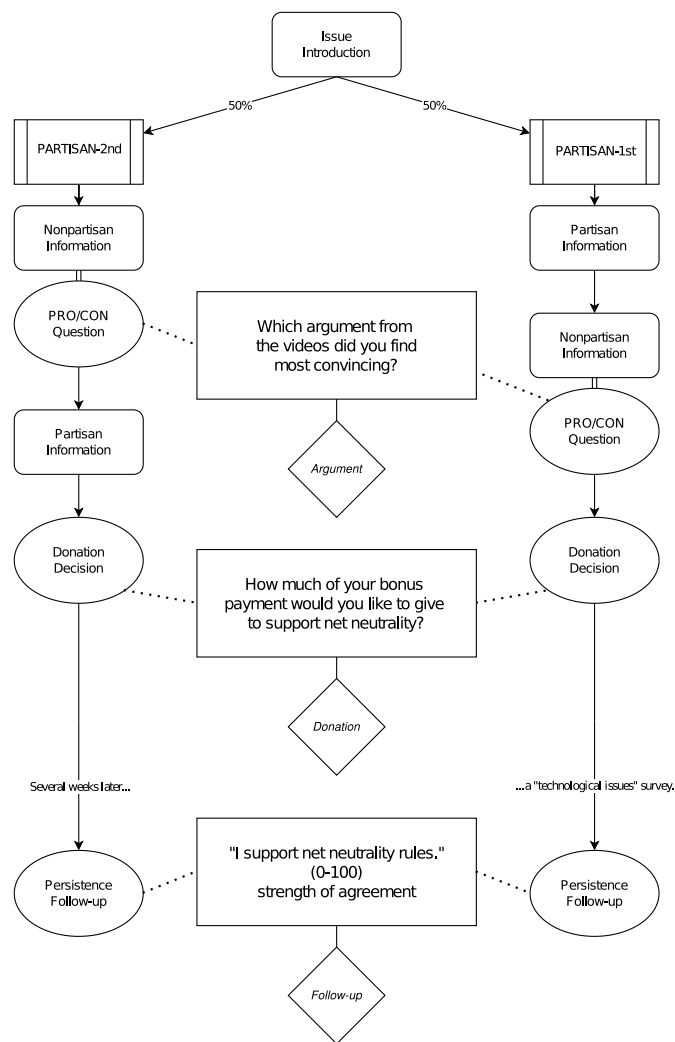 Issue
Introduction
50%
50%
PARTISAN-2nd
PARTISAN-1st
Nonpartisan
Information
Partisan
Information
PRO/CON
Question
Which argument from
the videos did you find
most convincing?
Nonpartisan
Information
Partisan
Information
PRO/CON
Question
Argument
Donation
Decision
How much of your bonus
payment would you like to give
to support net neutrality?
Donation
Decision
Donation
Several weeks later...
...a "technological issues" survey.
Persistence
Follow-up
"I support net neutrality rules."
(0-100)
strength of agreement
Persistence
Follow-up
Follow-up